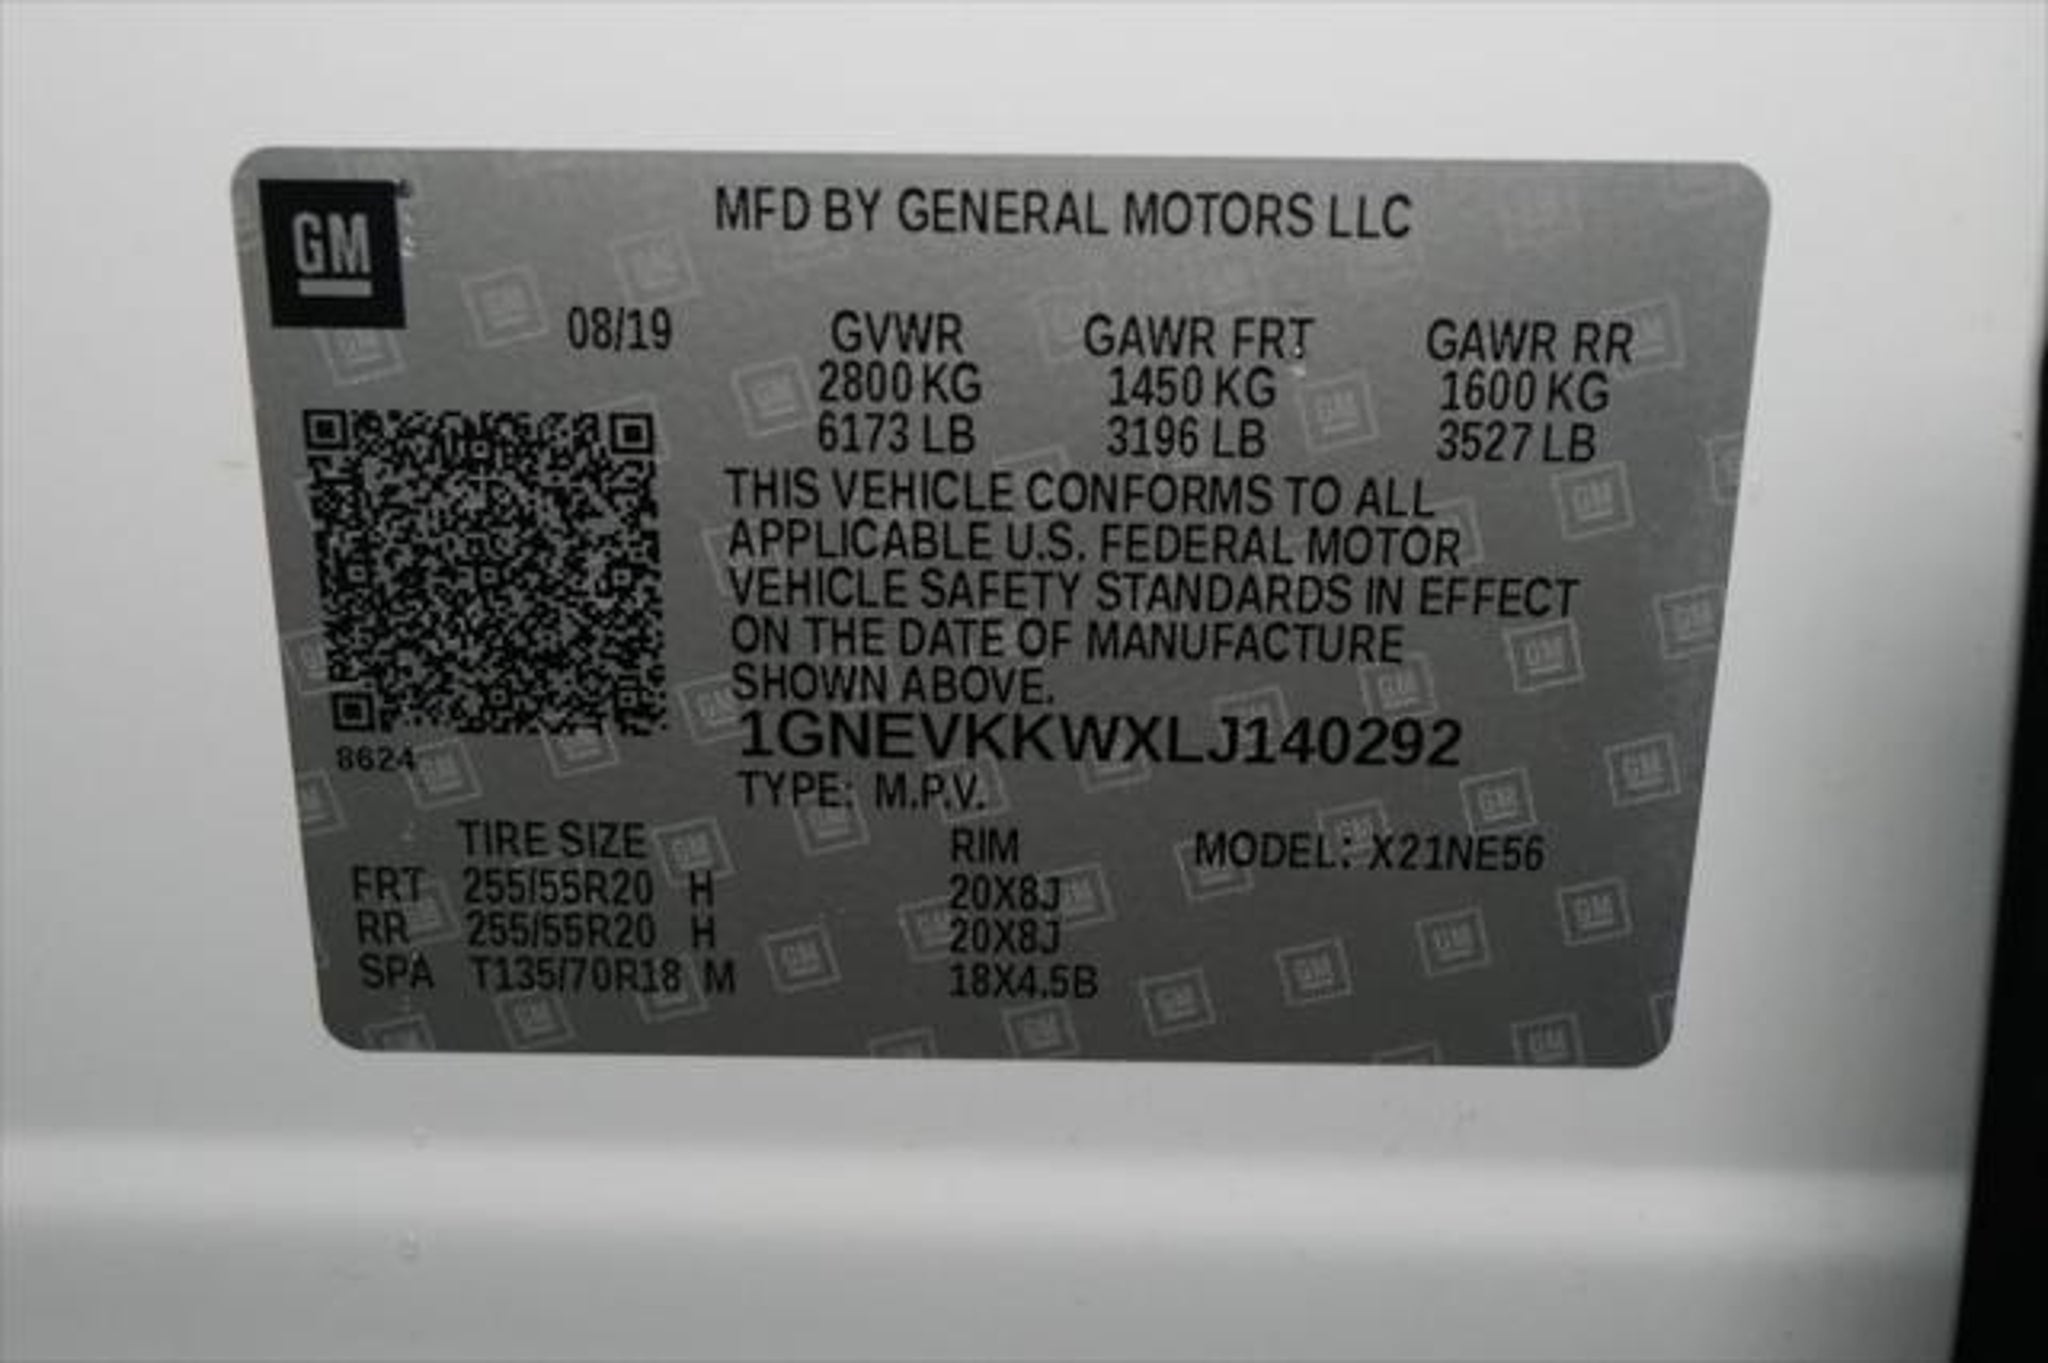 GM
MFD BY GENERAL MOTORS LLC
08/19 GVWR GAWR FRT GAWR RR
2800 KG 1450 KG 1600 KG
6173 LB 3196 LB 3527 LB
THIS VEHICLE CONFORMS TO ALL
APPLICABLE U.S. FEDERAL MOTOR
VEHICLE SAFETY STANDARDS IN EFFECT
ON THE DATE OF MANUFACTURE
SHOWN ABOVE.
1GNEVKKWXLJ140292
8624
TYPE: M.P.V.
TIRE SIZE RIM MODEL: X21NE56
FRT 255/55R20 H 20X8J
RR 255/55R20 H 20X8J
SPA T135/70R18 M 18X4.5B